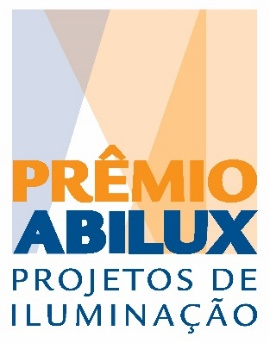 PRÊMIO
ABILUX
PROJETOS DE
ILUMINAÇÃO